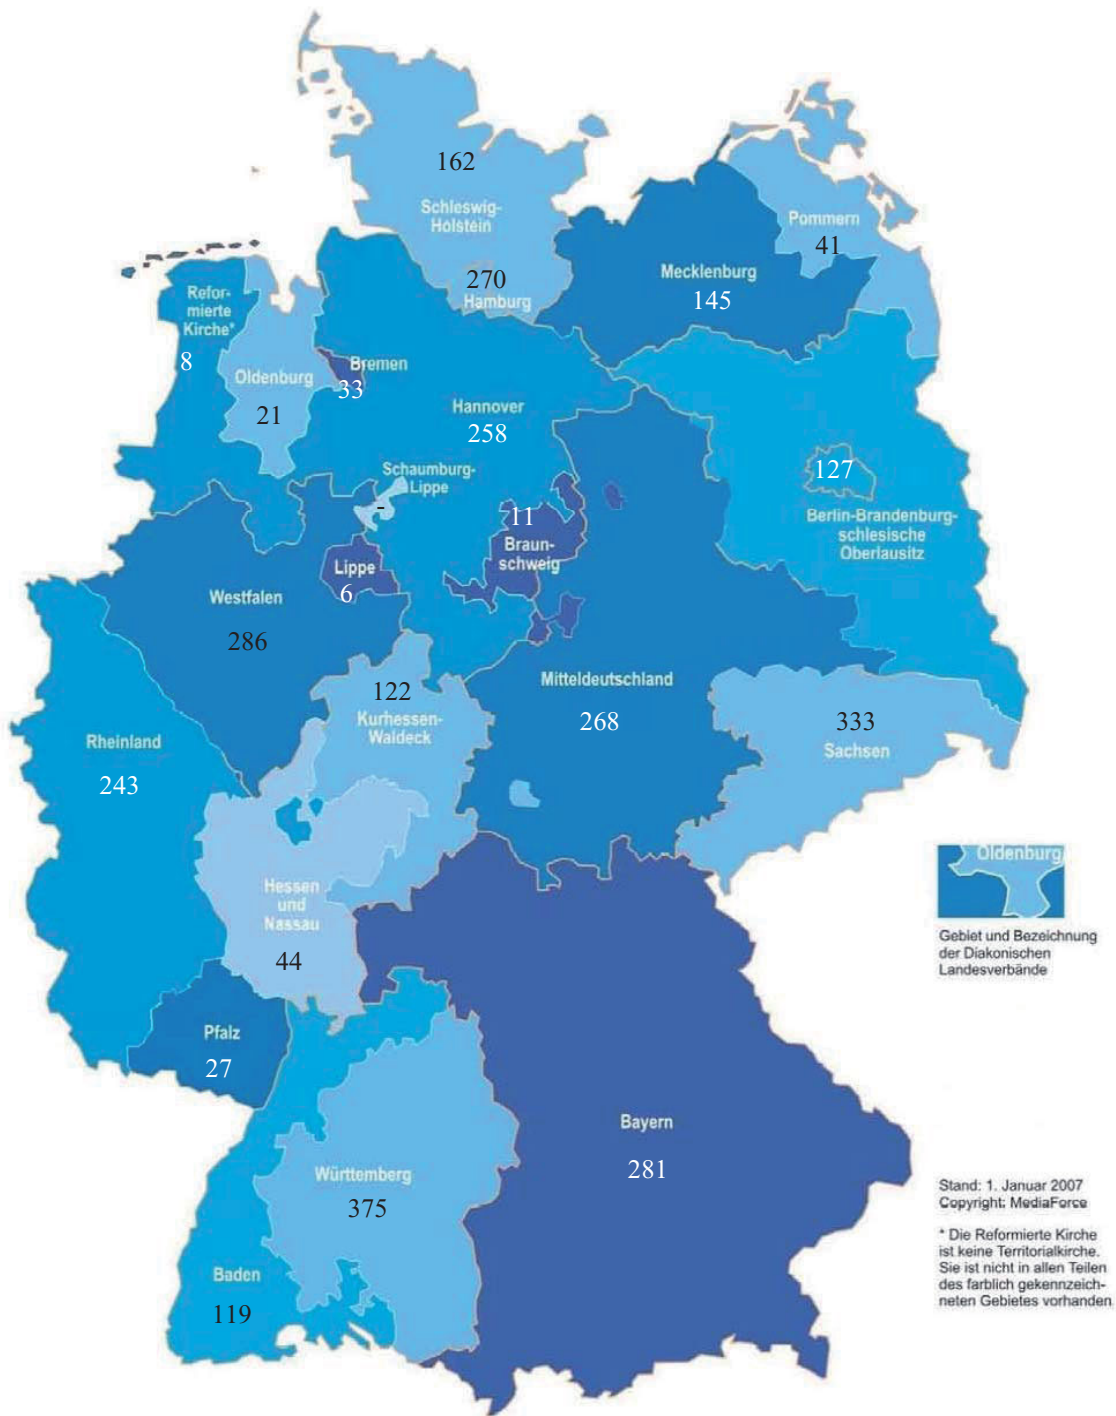 162
Schleswig-
Holstein
270
Hamburg
Pommern
41
Mecklenburg
145
Refor-
mierte
Kirche*
8
Oldenburg
21
Bremen
33
Hannover
258
Schaumburg-
Lippe
-
127
Berlin-Brandenburg-
schlesische
Oberlausitz
11
Braun-
schweig
Lippe
6
Westfalen
286
122
Kurhessen-
Waldeck
Mitteldeutschland
268
333
Sachsen
Rheinland
243
Hessen
und
Nassau
44
Pfalz
27
Bayern
281
Württemberg
375
Baden
119
Oldenburg
Gebiet und Bezeichnung
der Diakonischen
Landesverbände
Stand: 1. Januar 2007
Copyright: MediaForce
* Die Reformierte Kirche
ist keine Territorialkirche.
Sie ist nicht in allen Teilen
des farblich gekennzeich-
neten Gebietes vorhanden